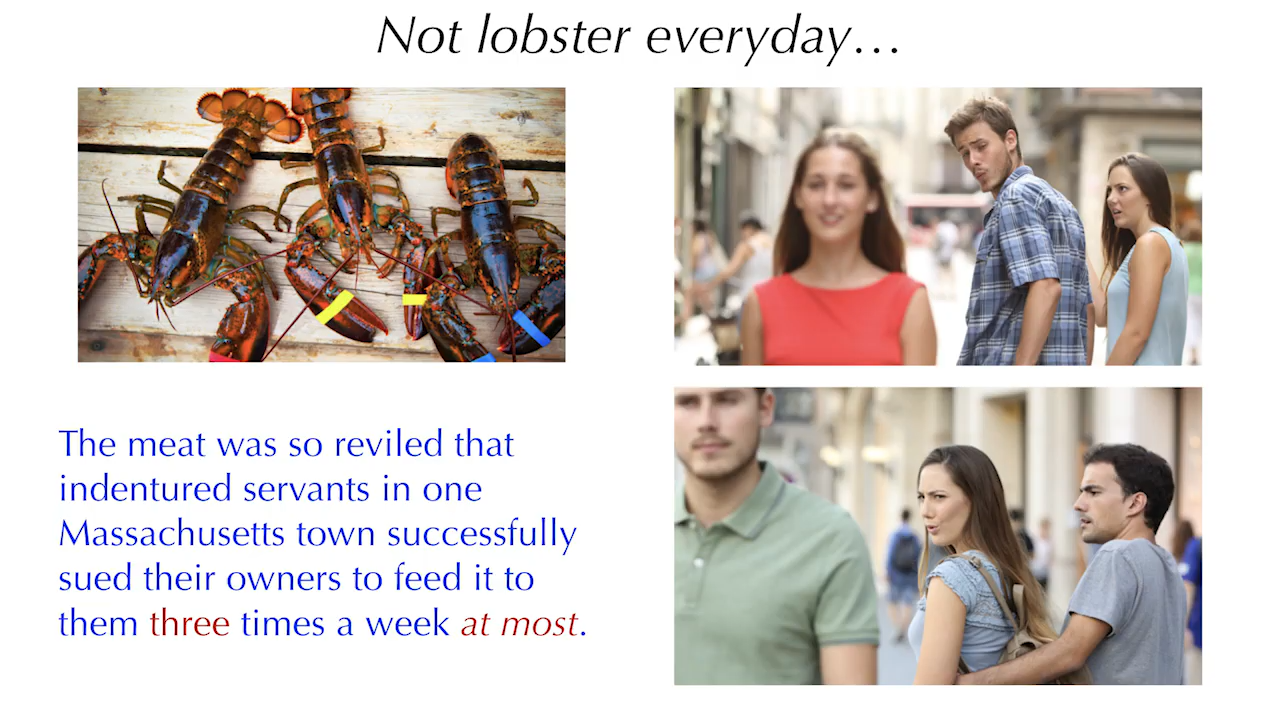 Not lobster everyday…
The meat was so reviled that
indentured servants in one
Massachusetts town successfully
sued their owners to feed it to
them three times a week at most.